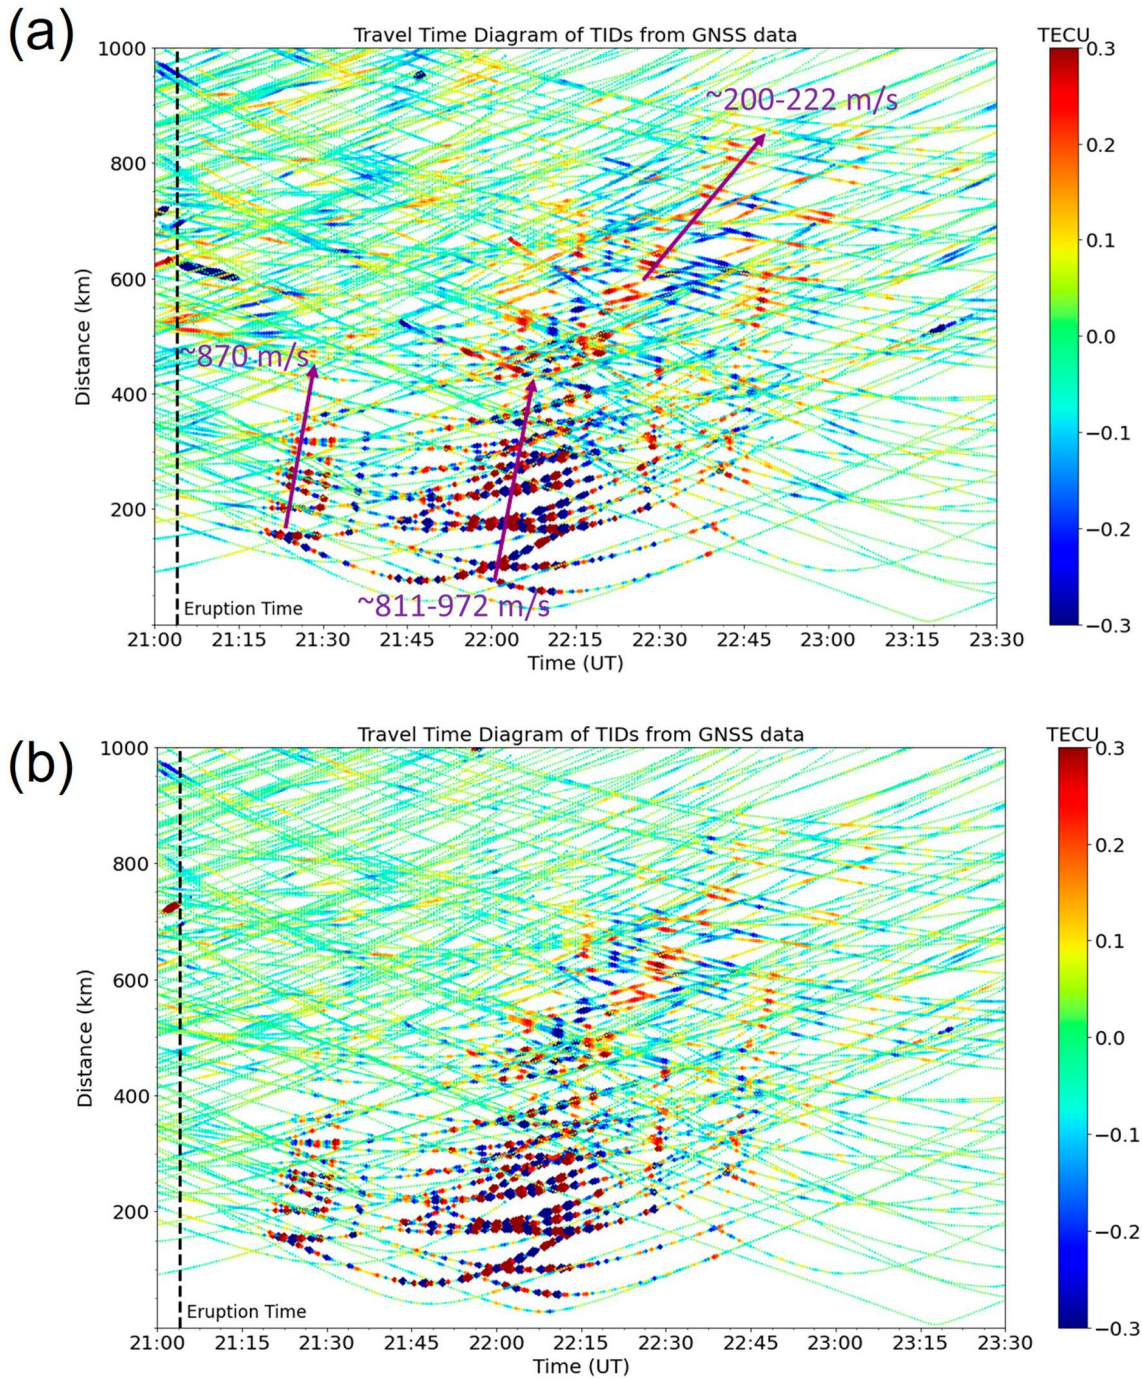 (a)
Travel Time Diagram of TIDs from GNSS data
TECU
1000
800
600
400
200
Distance (km)
~200-222 m/s
~870 m/s
~811-972 m/s
Eruption Time
21:00 21:15 21:30 21:45 22:00 22:15 22:30 22:45 23:00 23:15 23:30
Time (UT)
0.3
0.2
0.1
0.0
−0.1
−0.2
−0.3
(b)
Travel Time Diagram of TIDs from GNSS data
TECU
1000
800
600
400
200
Distance (km)
Eruption Time
21:00 21:15 21:30 21:45 22:00 22:15 22:30 22:45 23:00 23:15 23:30
Time (UT)
0.3
0.2
0.1
0.0
−0.1
−0.2
−0.3